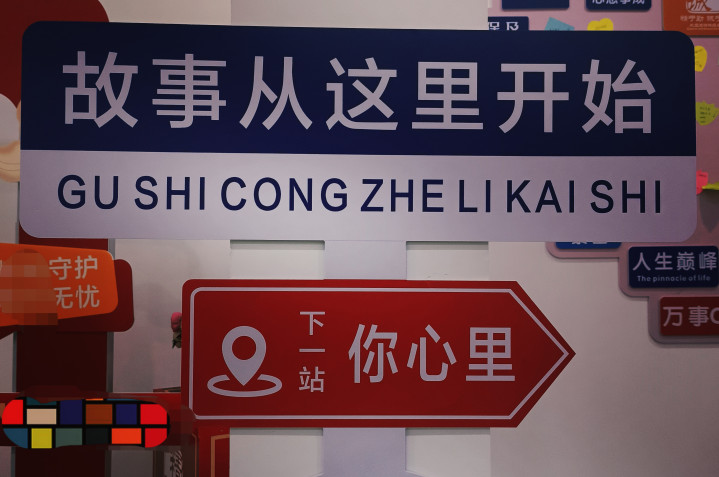 故事从这里开始
GU SHI CONG ZHE LI KAI SHI
守护
无忧
下一站
你心里
人生巅峰
The pinnacle of life
万事